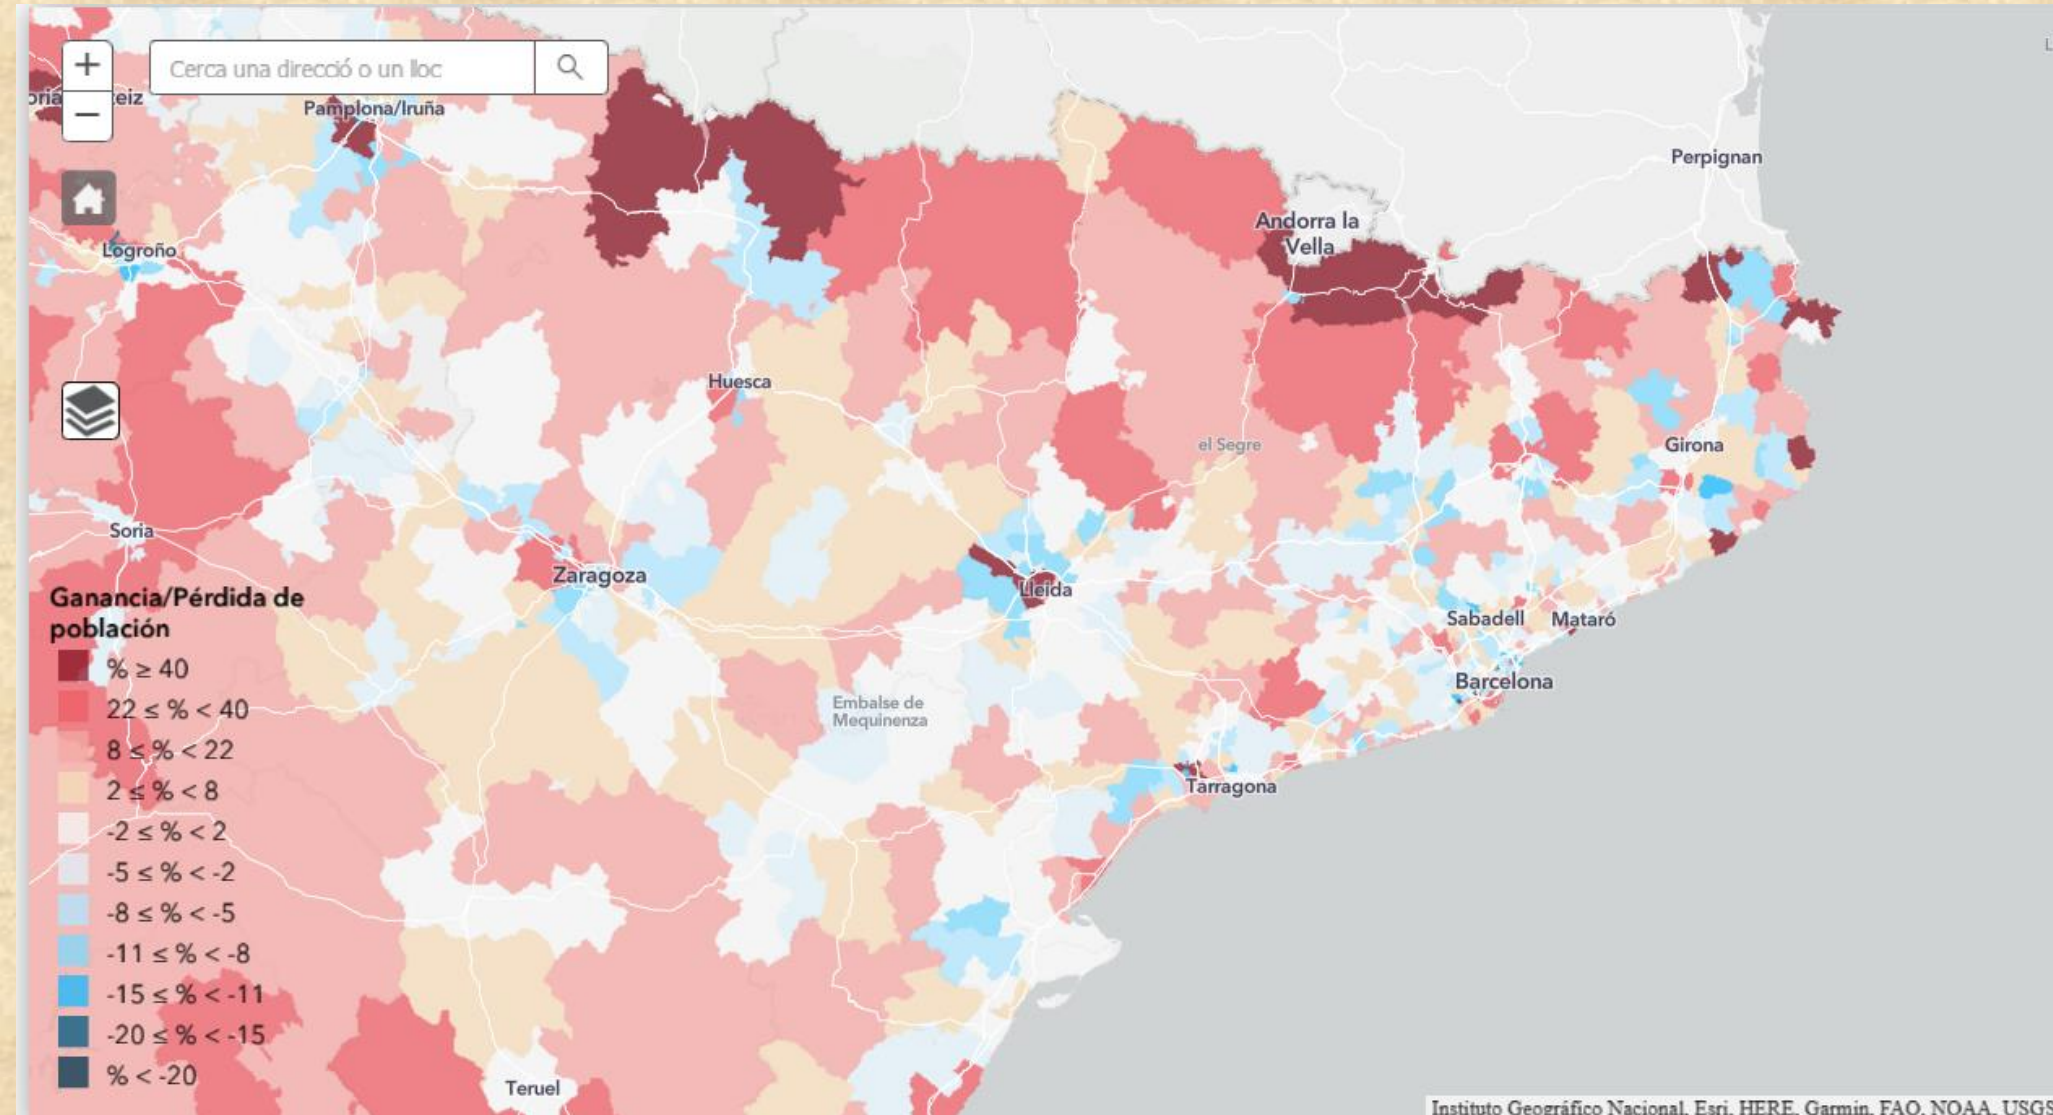 +
Cerca una direcció o un lloc
−
Pamplona/Iruña
Perpignan
Andorra la
Vella
Logroño
Huesca
el Segre
Girona
Soria
Zaragoza
Lleida
Sabadell
Mataró
Barcelona
Embalse de
Mequinenza
Tarragona
Teruel
Ganancia/Pérdida de
población
% ≥ 40
22 ≤ % < 40
8 ≤ % < 22
2 ≤ % < 8
-2 ≤ % < 2
-5 ≤ % < -2
-8 ≤ % < -5
-11 ≤ % < -8
-15 ≤ % < -11
-20 ≤ % < -15
% < -20
Instituto Geográfico Nacional, Esri, HERE, Garmin, FAO, NOAA, USGS